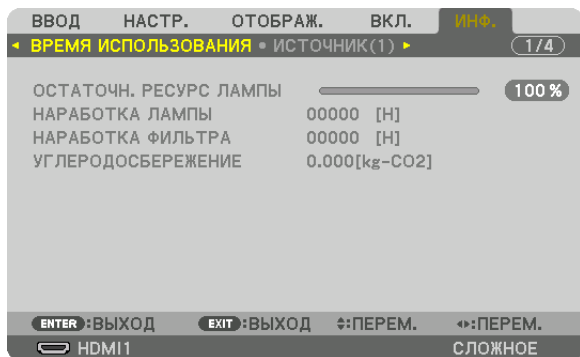 ВВОД НАСТР. ОТОБРАЖ. ВКЛ. ИНФ.
ВРЕМЯ ИСПОЛЬЗОВАНИЯ • ИСТОЧНИК(1) 1/4
ОСТАТОЧН. РЕСУРС ЛАМПЫ 100 %
НАРАБОТКА ЛАМПЫ 00000 [H]
НАРАБОТКА ФИЛЬТРА 00000 [H]
УГЛЕРОДОСБЕРЕЖЕНИЕ 0.000[kg-CO2]
ENTER :ВЫХОД EXIT :ВЫХОД :ПЕРЕМ. :ПЕРЕМ.
HDMI1 СЛОЖНОЕ